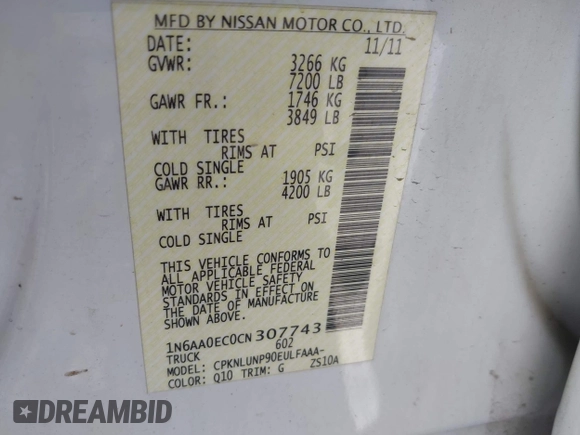 MFD BY NISSAN MOTOR CO., LTD.
DATE: 11/11
GVWR: 3266 KG
7200 LB
GAWR FR.: 1746 KG
3849 LB
WITH TIRES
RIMS AT PSI
COLD SINGLE
GAWR RR.: 1905 KG
4200 LB
WITH TIRES
RIMS AT PSI
COLD SINGLE
THIS VEHICLE CONFORMS TO
ALL APPLICABLE FEDERAL
MOTOR VEHICLE SAFETY
STANDARDS IN EFFECT ON
THE DATE OF MANUFACTURE
SHOWN ABOVE.
1N6AA0EC0CN307743
TRUCK 602
MODEL: CPKNLUNP90EULFAAA-
COLOR: Q10 TRIM: G ZS10A
DREAMBID